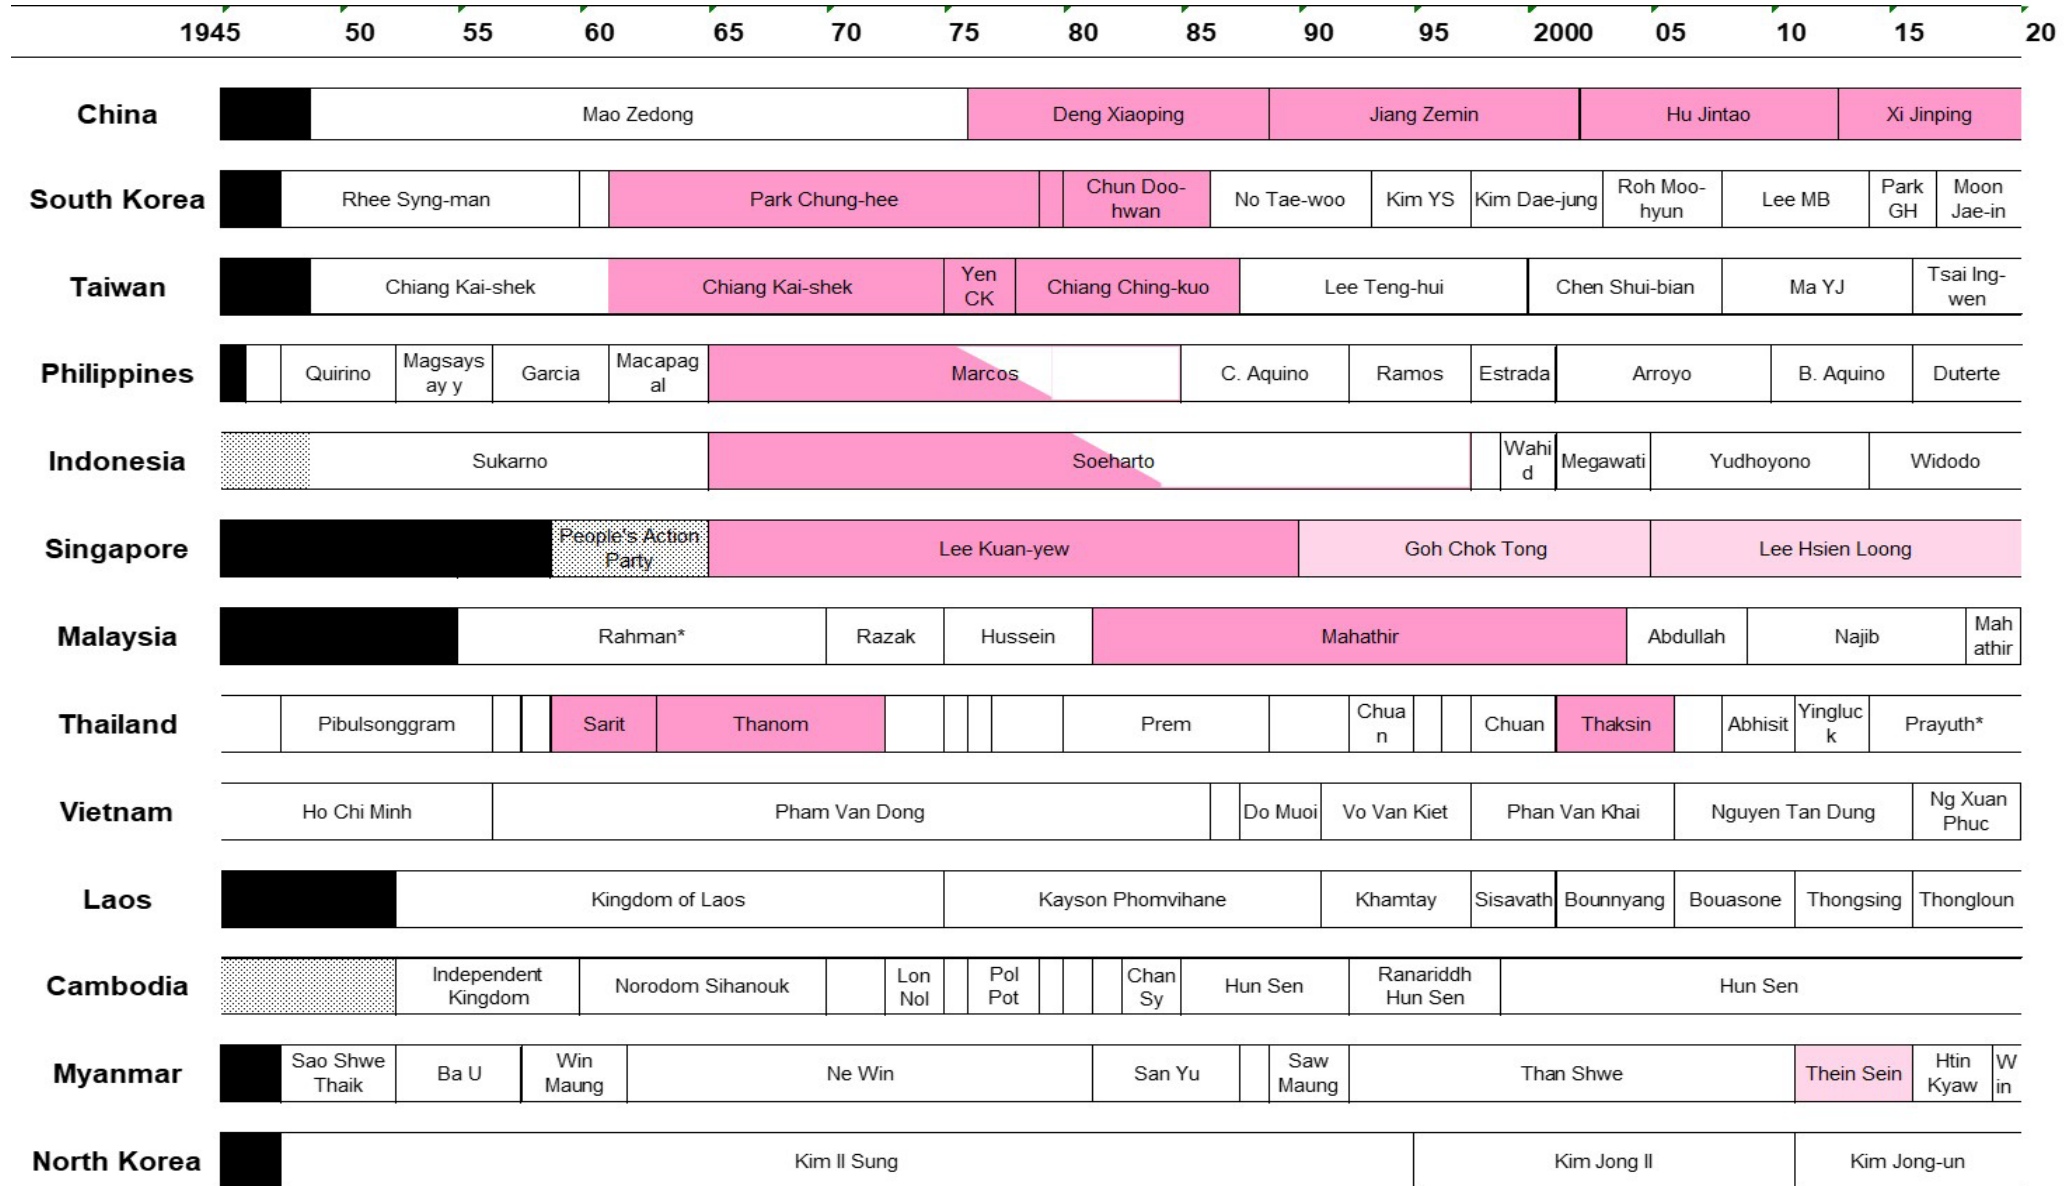 1945 50 55 60 65 70 75 80 85 90 95 2000 05 10 15 20
China Mao Zedong Deng Xiaoping Jiang Zemin Hu Jintao Xi Jinping
South Korea Rhee Syng-man Park Chung-hee Chun Doo-
hwan No Tae-woo Kim YS Kim Dae-jung Roh Moo-
hyun Lee MB Park
GH Moon
Jae-in
Taiwan Chiang Kai-shek Chiang Kai-shek Yen
CK Chiang Ching-kuo Lee Teng-hui Chen Shui-bian Ma YJ Tsai Ing-
wen
Philippines Quirino Magsays
ay y Garcia Macapag
al Marcos C. Aquino Ramos Estrada Arroyo B. Aquino Duterte
Indonesia Sukarno Soeharto Wahi
d Megawati Yudhoyono Widodo
Singapore People's Action
Party Lee Kuan-yew Goh Chok Tong Lee Hsien Loong
Malaysia Rahman* Razak Hussein Mahathir Abdullah Najib Mah
athir
Thailand Pibulsonggram Sarit Thanom Prem Chua
n Chuan Thaksin Abhisit Yingluc
k Prayuth*
Vietnam Ho Chi Minh Pham Van Dong Do Muoi Vo Van Kiet Phan Van Khai Nguyen Tan Dung Ng Xuan
Phuc
Laos Kingdom of Laos Kayson Phomvihane Khamtay Sisavath Bounnyang Bouasone Thongsing Thongloun
Cambodia Independent
Kingdom Norodom Sihanouk Lon
Nol Pol
Pot Chan
Sy Hun Sen Ranariddh
Hun Sen Hun Sen
Myanmar Sao Shwe
Thaik Ba U Win
Maung Ne Win San Yu Saw
Maung Than Shwe Thein Sein Htin
Kyaw W
in
North Korea Kim Il Sung Kim Jong Il Kim Jong-un